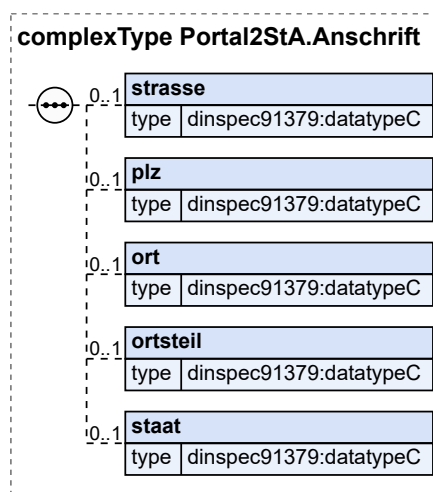 complexType Portal2StA.Anschrift
0..1 strasse
type dinspec91379:datatypeC
0..1 plz
type dinspec91379:datatypeC
0..1 ort
type dinspec91379:datatypeC
0..1 ortsteil
type dinspec91379:datatypeC
0..1 staat
type dinspec91379:datatypeC